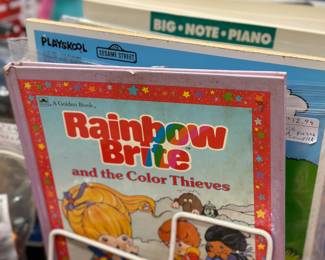 BIG • NOTE • PIANO
PLAYSKOOL
SESAME STREET
A Golden Book
Rainbow
Brite
and the Color Thieves